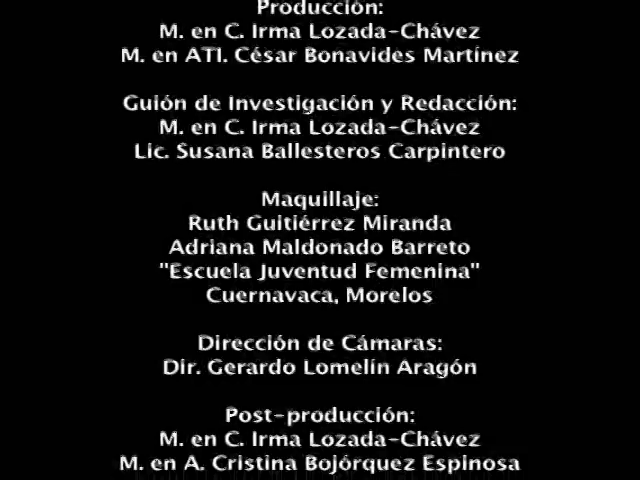 Producción:
M. en C. Irma Lozada-Chávez
M. en ATI. César Bonavides Martínez
Guión de Investigación y Redacción:
M. en C. Irma Lozada-Chávez
Lic. Susana Ballesteros Carpintero
Maquillaje:
Ruth Guitiérrez Miranda
Adriana Maldonado Barreto
"Escuela Juventud Femenina"
Cuernavaca, Morelos
Dirección de Cámaras:
Dir. Gerardo Lomelín Aragón
Post-producción:
M. en C. Irma Lozada-Chávez
M. en A. Cristina Bojórquez Espinosa